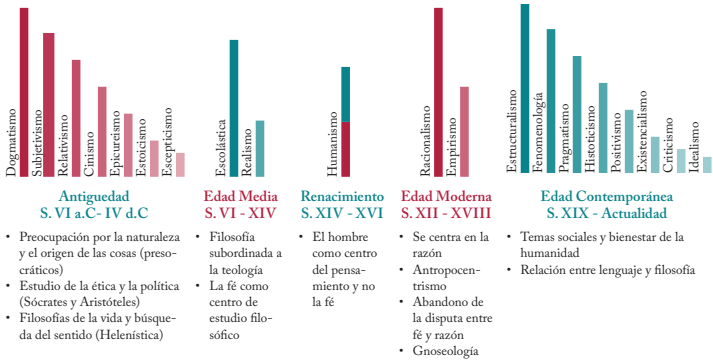 Dogmatismo
Subjetivismo
Relativismo
Cinismo
Epicureismo
Estoicismo
Escepticismo
Antiguedad
S. VI a.C- IV d.C
• Preocupación por la naturaleza
y el origen de las cosas (preso-
cráticos)
• Estudio de la ética y la política
(Sócrates y Aristóteles)
• Filosofías de la vida y búsque-
da del sentido (Helenística)
Escolástica
Realismo
Edad Media
S. VI - XIV
• Filosofía
subordinada a
la teología
• La fé como
centro de
estudio filo-
sófico
Humanismo
Renacimiento
S. XIV - XVI
• El hombre
como centro
del pensa-
miento y no
la fé
Racionalismo
Empirismo
Edad Moderna
S. XII - XVIII
• Se centra en la
razón
• Antropocen-
trismo
• Abandono de
la disputa entre
fé y razón
• Gnoseología
Estructuralismo
Fenomenología
Pragmatismo
Histoticismo
Positivismo
Existencialismo
Criticismo
Idealismo
Edad Contemporánea
S. XIX - Actualidad
• Temas sociales y bienestar de la
humanidad
• Relación entre lenguaje y filosofía